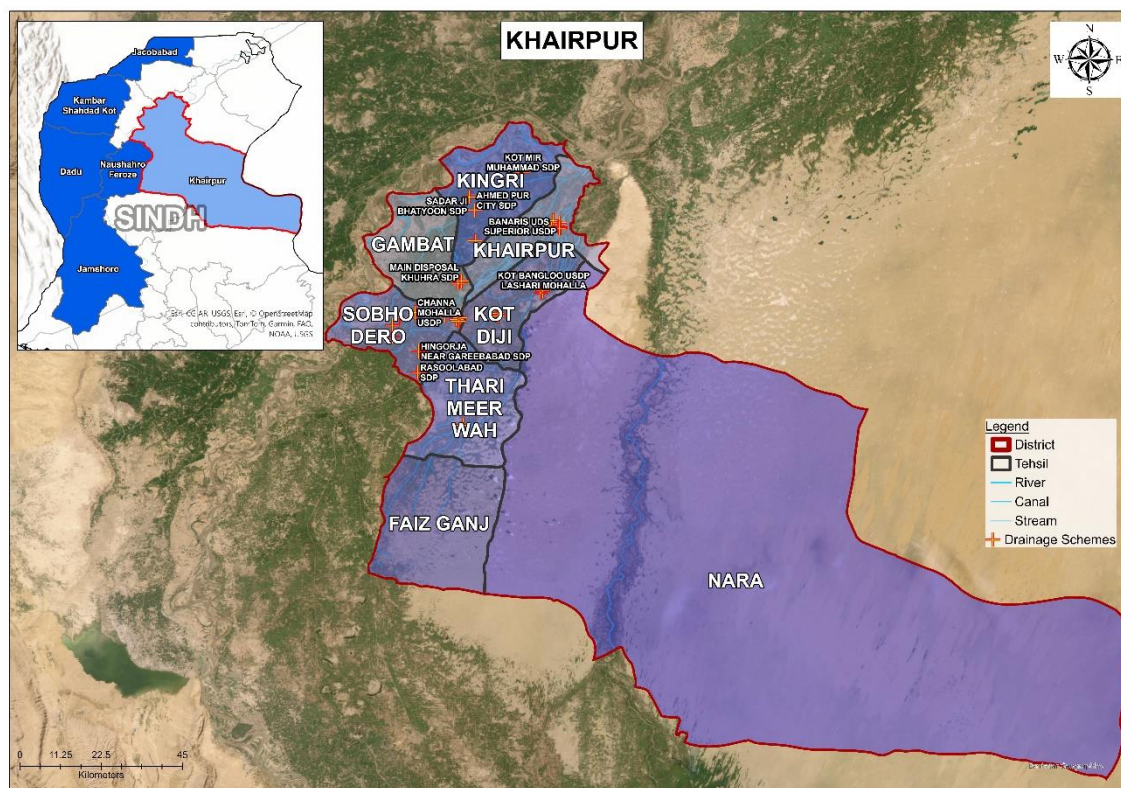 KHAIRPUR
N
W
E
S
Jacobabad
Kambar
Shahdad Kot
Dadu
Naushahro
Feroze
Khairpur
SINDH
Jamshoro
Esri, CGIAR, USGS, Esri, © OpenStreetMap
contributors, TomTom, Garmin, FAO,
NOAA, USGS
KOT MIR
MUHAMMAD SDP
KINGRI
SADAR JI
BHATYOON SDP
AHMED PUR
CITY SDP
BANARIS UDS
SUPERIOR USDP
GAMBAT
KHAIRPUR
MAIN DISPOSAL
KHUHRA SDP
KOT BANGLOO USDP
LASHARI MOHALLA
SOBHO
DERO
CHANNA
MOHALLA
USDP
KOT
DIJI
HINGORJA
NEAR GAREEBABAD SDP
RASOOLABAD
SDP
THARI
MEER
WAH
FAIZ GANJ
NARA
Legend
District
Tehsil
River
Canal
Stream
Drainage Schemes
0 11.25 22.5 45
Kilometers